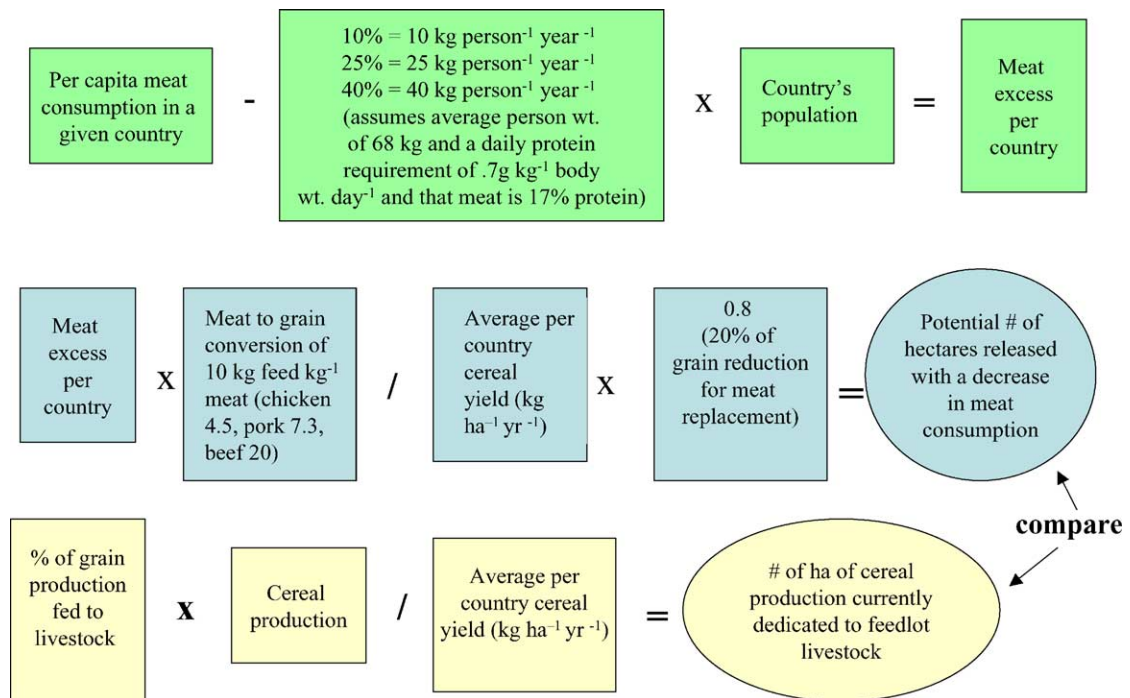 Per capita meat
consumption in a
given country
-
10% = 10 kg person⁻¹ year ⁻¹
25% = 25 kg person⁻¹ year ⁻¹
40% = 40 kg person⁻¹ year ⁻¹
(assumes average person wt.
of 68 kg and a daily protein
requirement of .7g kg⁻¹ body
wt. day⁻¹ and that meat is 17% protein)
x
Country’s
population
=
Meat
excess
per
country
Meat
excess
per
country
x
Meat to grain
conversion of
10 kg feed kg⁻¹
meat (chicken
4.5, pork 7.3,
beef 20)
/
Average per
country
cereal
yield (kg
ha⁻¹ yr ⁻¹)
x
0.8
(20% of
grain reduction
for meat
replacement)
=
Potential # of
hectares released
with a decrease
in meat
consumption
compare
% of grain
production
fed to
livestock
x
Cereal
production
/
Average per
country cereal
yield (kg ha⁻¹ yr ⁻¹)
=
# of ha of cereal
production currently
dedicated to feedlot
livestock